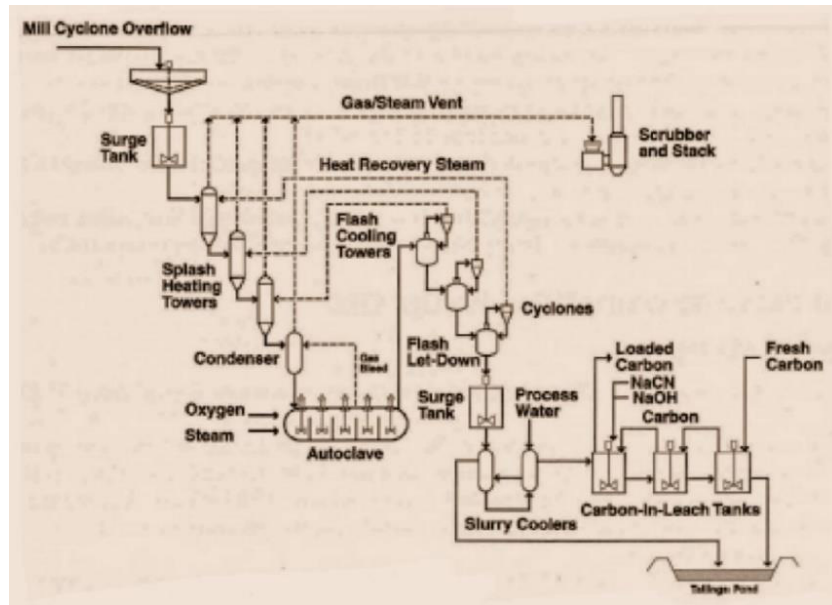 Mill Cyclone Overflow
Gas/Steam Vent
Surge
Tank
Scrubber
and Stack
Heat Recovery Steam
Flash
Cooling
Towers
Splash
Heating
Towers
Cyclones
Condenser
Gas
Bleed
Flash
Let-Down
Loaded
Carbon
Fresh
Carbon
NaCN
NaOH
Surge
Tank
Process
Water
Carbon
Oxygen
Steam
Autoclave
Slurry Coolers
Carbon-In-Leach Tanks
Tailings Pond